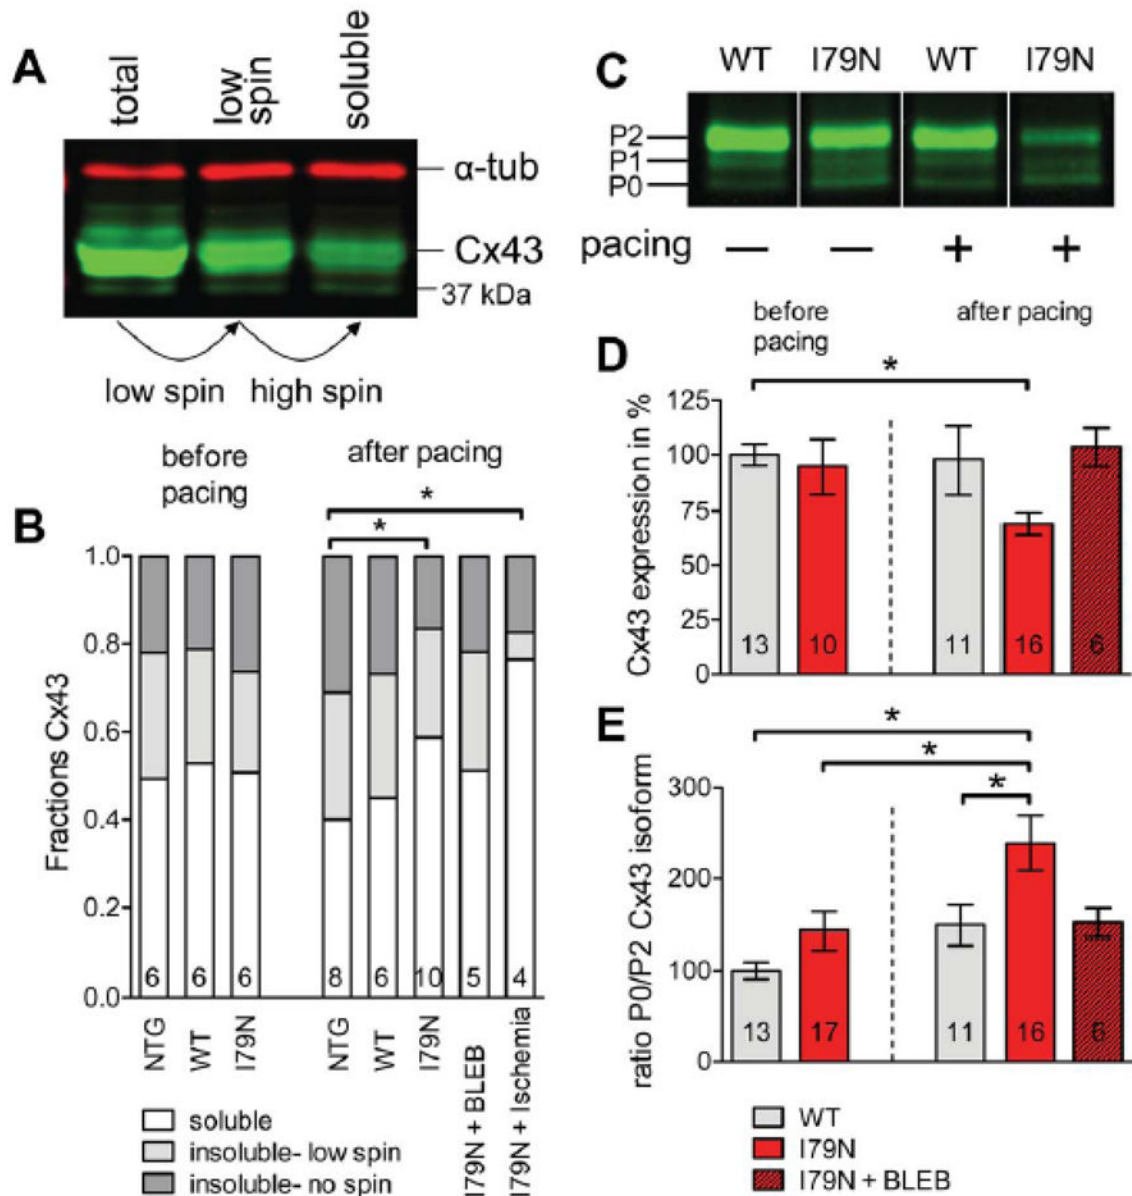 A
total
low spin
soluble
α-tub
Cx43
37 kDa
low spin
high spin
B
before pacing
after pacing
*
*
Fractions Cx43
1.0
0.8
0.6
0.4
0.2
0.0
6
6
6
8
6
10
5
4
NTG
WT
I79N
NTG
WT
I79N
I79N + BLEB
I79N + Ischemia
soluble
insoluble- low spin
insoluble- no spin
C
WT
I79N
WT
I79N
P2
P1
P0
pacing
—
—
+
+
before pacing
after pacing
D
*
Cx43 expression in %
125
100
75
50
25
0
13
10
11
16
6
E
*
*
*
ratio P0/P2 Cx43 isoform
300
200
100
0
13
17
11
16
6
WT
I79N
I79N + BLEB